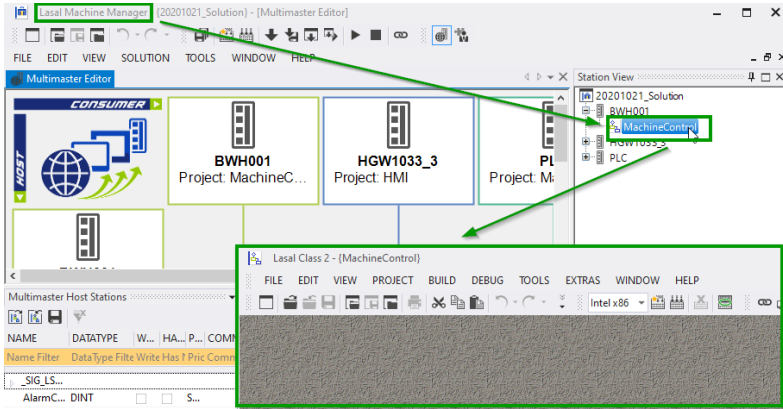 Lasal Machine Manager {20201021_Solution} - [Multimaster Editor]
FILE EDIT VIEW SOLUTION TOOLS WINDOW HELP
Multimaster Editor
Station View
20201021_Solution
BWH001
MachineControl
HGW1033_3
PLC
CONSUMER
HOST
BWH001
Project: MachineC...
HGW1033_3
Project: HMI
Project:
Lasal Class 2 - {MachineControl}
FILE EDIT VIEW PROJECT BUILD DEBUG TOOLS EXTRAS WINDOW HELP
Intel x86
Multimaster Host Stations
NAME DATATYPE W... HA... P...
Name Filter DataType Filte Write Has
_SIG_LS...
AlarmC... DINT S...